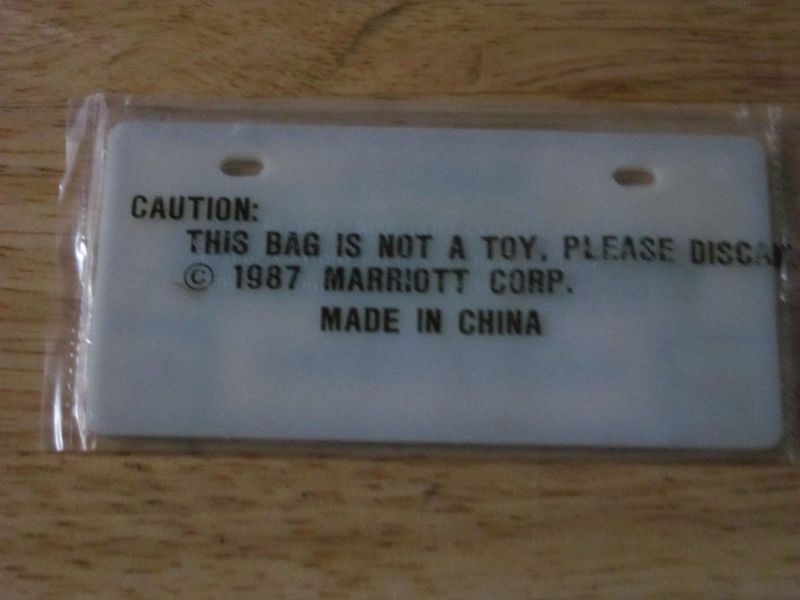 CAUTION:
THIS BAG IS NOT A TOY. PLEASE
© 1987 MARRIOTT CORP.
MADE IN CHINA